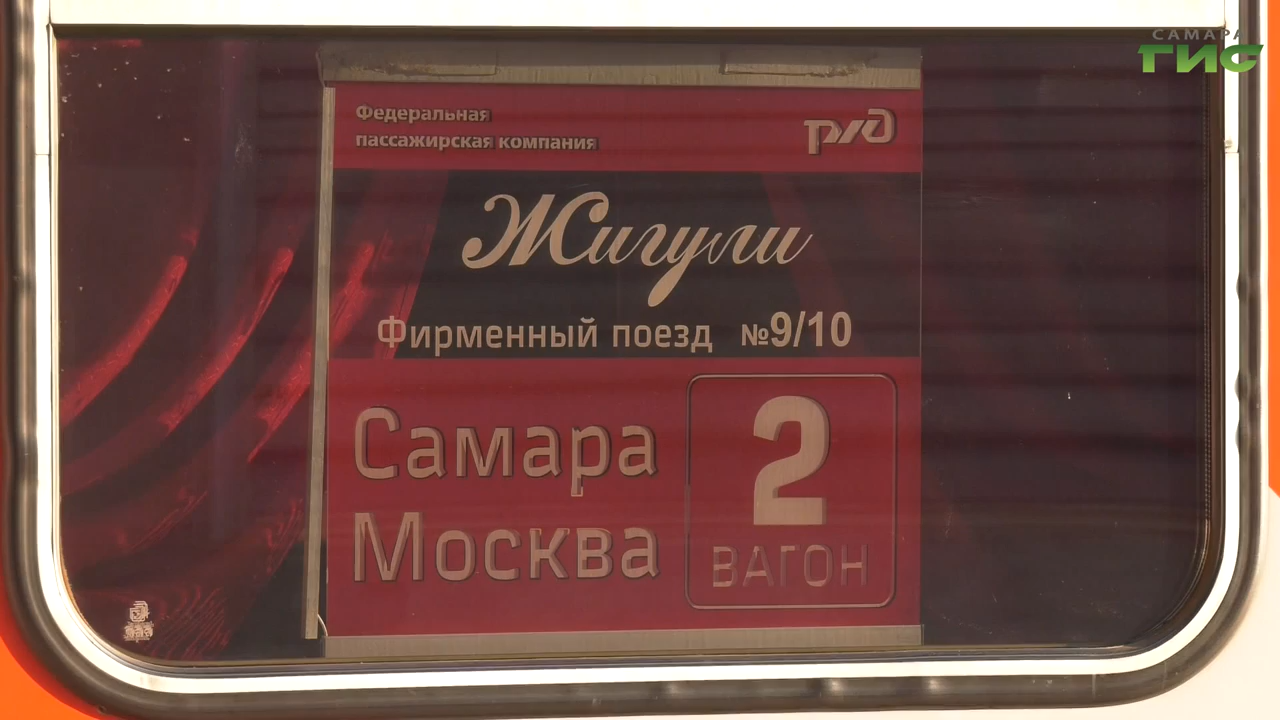 САМАРА
ГИС
Федеральная
пассажирская компания
ржд
Жигули
Фирменный поезд №9/10
Самара
Москва
2
ВАГОН